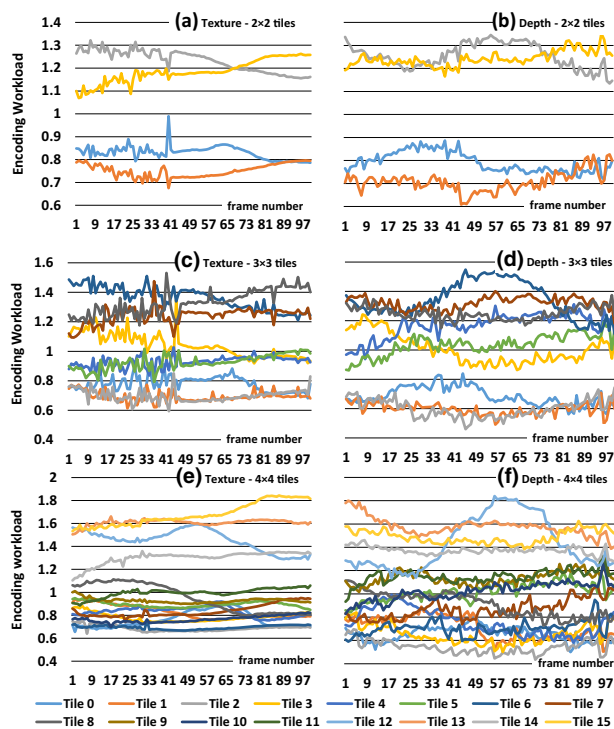 (a) Texture - 2×2 tiles
(b) Depth - 2×2 tiles
Encoding Workload
1.4
1.3
1.2
1.1
1
0.9
0.8
0.7
0.6
frame number
frame number
1 9 17 25 33 41 49 57 65 73 81 89 97
1 9 17 25 33 41 49 57 65 73 81 89 97
(c) Texture - 3×3 tiles
(d) Depth - 3×3 tiles
Encoding Workload
1.6
1.4
1.2
1
0.8
0.6
0.4
frame number
frame number
1 9 17 25 33 41 49 57 65 73 81 89 97
1 9 17 25 33 41 49 57 65 73 81 89 97
(e) Texture - 4×4 tiles
(f) Depth - 4×4 tiles
Encoding workload
2
1.8
1.6
1.4
1.2
1
0.8
0.6
0.4
frame number
frame number
1 9 17 25 33 41 49 57 65 73 81 89 97
1 9 17 25 33 41 49 57 65 73 81 89 97
Tile 0 Tile 1 Tile 2 Tile 3 Tile 4 Tile 5 Tile 6 Tile 7
Tile 8 Tile 9 Tile 10 Tile 11 Tile 12 Tile 13 Tile 14 Tile 15